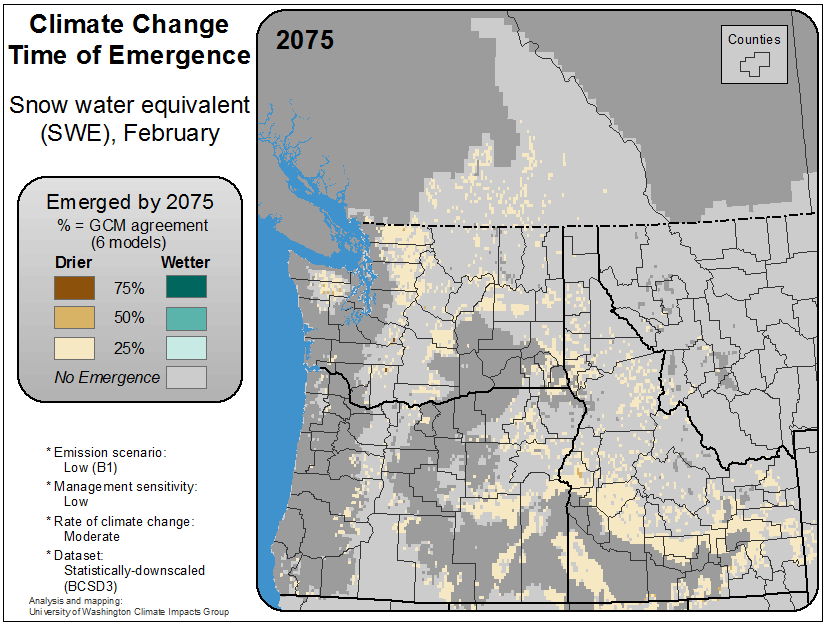 Climate Change
Time of Emergence
Snow water equivalent
(SWE), February
Emerged by 2075
% = GCM agreement
(6 models)
Drier Wetter
75%
50%
25%
No Emergence
* Emission scenario:
Low (B1)
* Management sensitivity:
Low
* Rate of climate change:
Moderate
* Dataset:
Statistically-downscaled
(BCSD3)
Analysis and mapping:
University of Washington Climate Impacts Group
2075
Counties